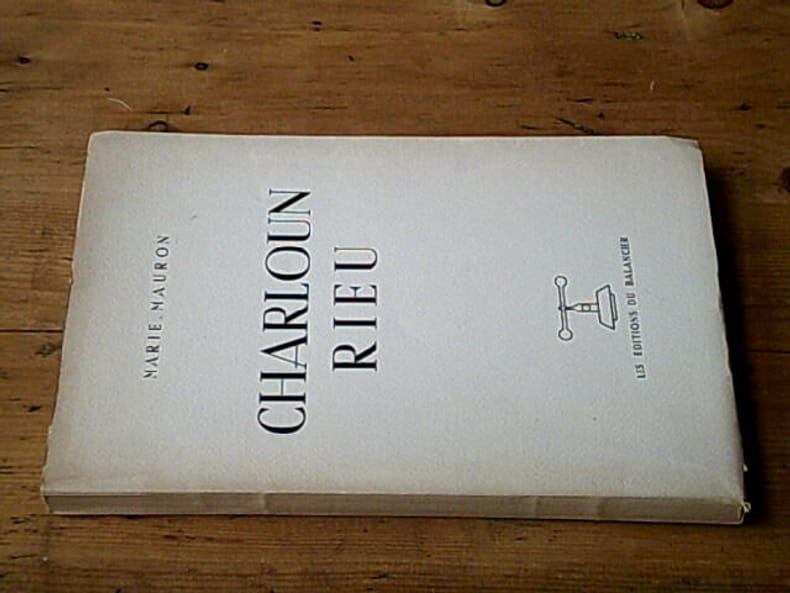 MARIE-MAURON
CHARLOUN
RIEU
LES EDITIONS DU BALANCIER